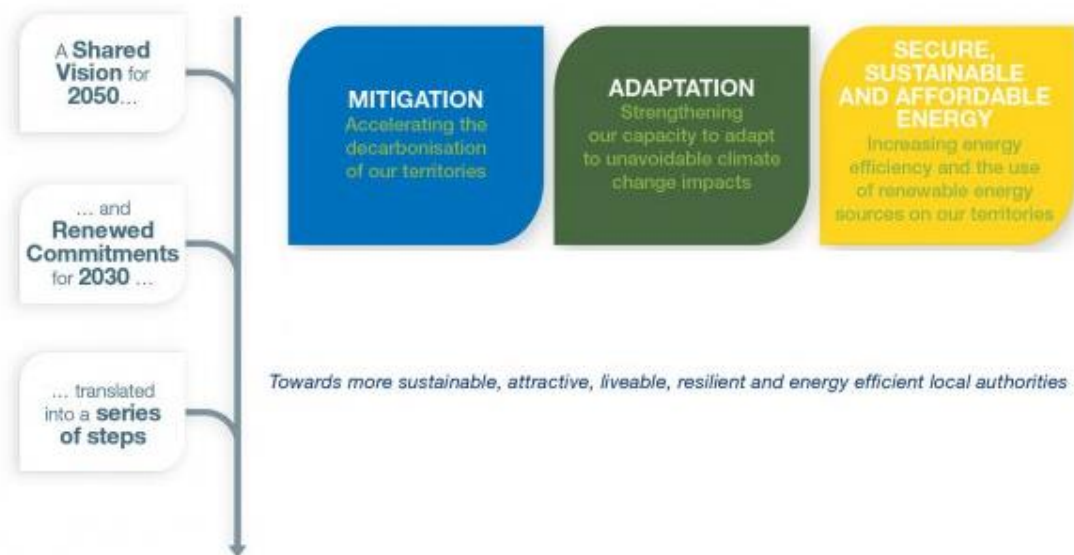 A Shared
Vision for
2050...
MITIGATION
Accelerating the
decarbonisation
of our territories
ADAPTATION
Strengthening
our capacity to adapt
to unavoidable climate
change impacts
SECURE,
SUSTAINABLE
AND AFFORDABLE
ENERGY
Increasing energy
efficiency and the use
of renewable energy
sources on our territories
... and
Renewed
Commitments
for 2030 ...
... translated
into a series
of steps
Towards more sustainable, attractive, liveable, resilient and energy efficient local authorities